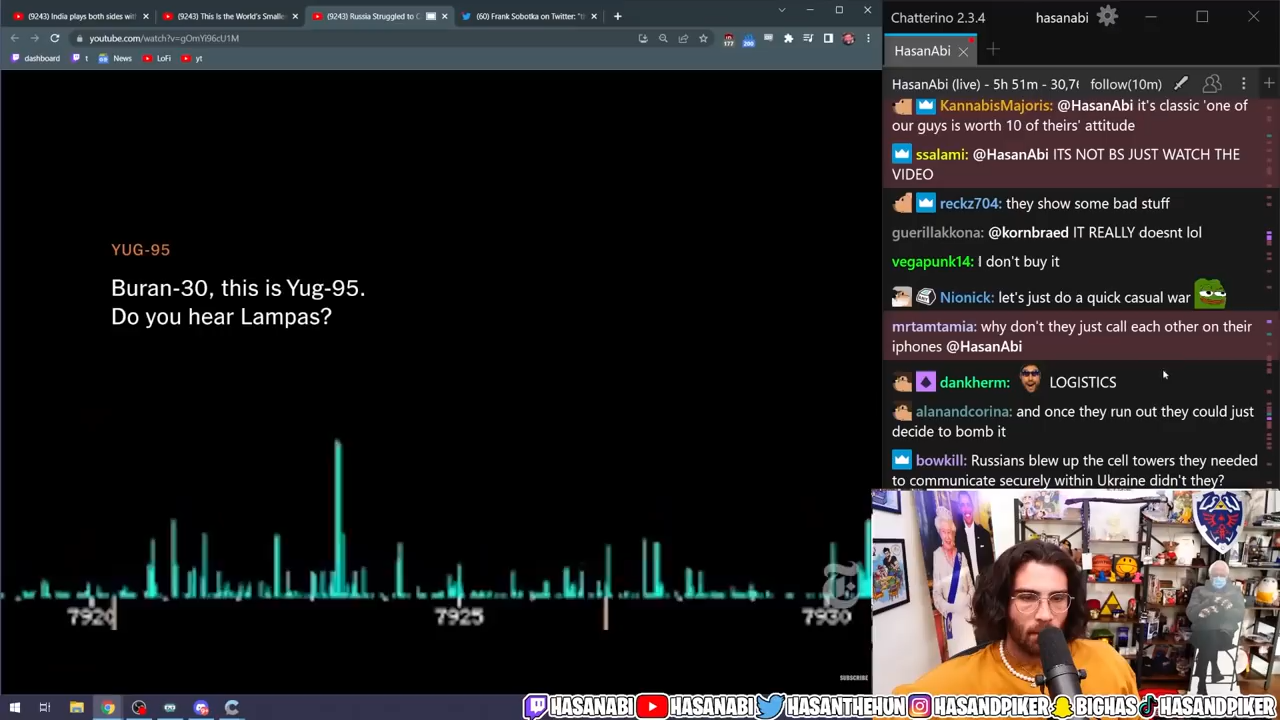 (9243) India plays both sides with
(9243) This Is the World's Smalle
(9243) Russia Struggled to C
(60) Frank Sobotka on Twitter: "th
youtube.com/watch?v=gOmYi96cU1M
177
200
dashboard
t
News
LoFi
yt
YUG-95
Buran-30, this is Yug-95.
Do you hear Lampas?
7920
7925
7930
SUBSCRIBE
Chatterino 2.3.4
hasanabi
HasanAbi
HasanAbi (live) - 5h 51m - 30,7
follow(10m)
KannabisMajoris: @HasanAbi it's classic 'one of
our guys is worth 10 of theirs' attitude
ssalami: @HasanAbi ITS NOT BS JUST WATCH THE
VIDEO
reckz704: they show some bad stuff
guerillakkona: @kornbraed IT REALLY doesnt lol
vegapunk14: I don't buy it
Nionick: let's just do a quick casual war
mrtamtamia: why don't they just call each other on their
iphones @HasanAbi
dankherm: LOGISTICS
alanandcorina: and once they run out they could just
decide to bomb it
bowkill: Russians blew up the cell towers they needed
to communicate securely within Ukraine didn't they?
HASANABI
HASANABI
HASANTHEHUN
HASANDPIKER
BIGHAS
HASANDPIKER